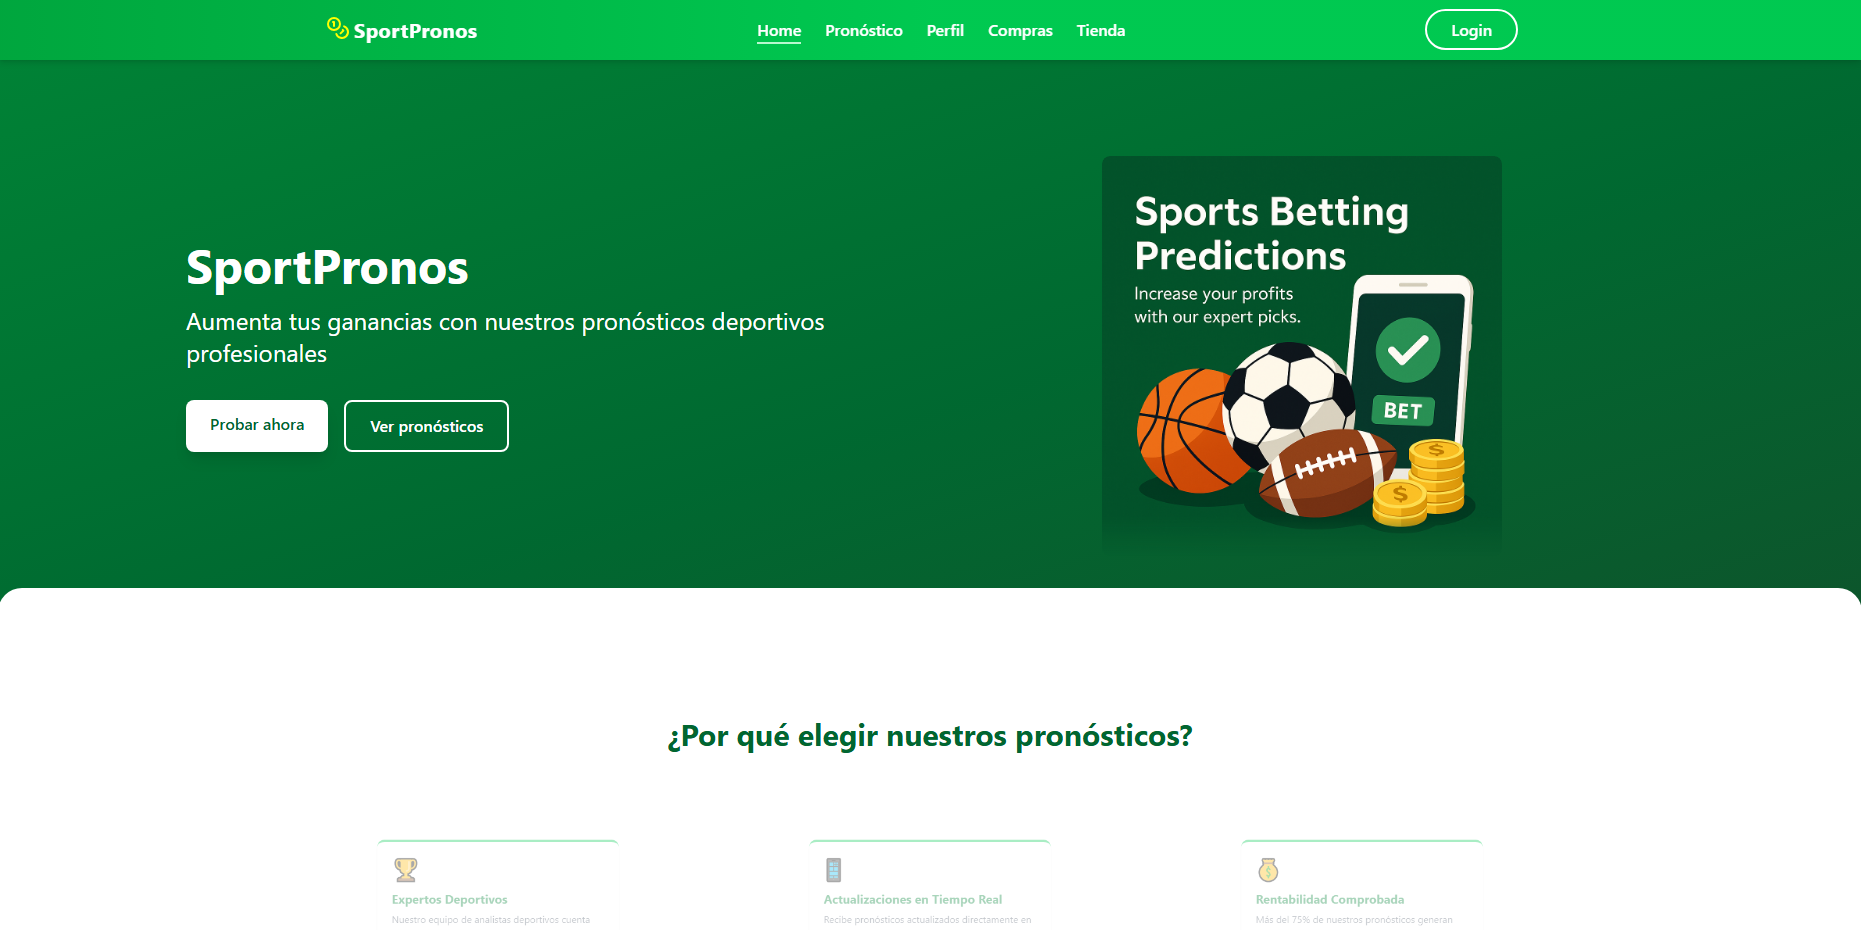 SportPronos
Home
Pronóstico
Perfil
Compras
Tienda
Login
SportPronos
Aumenta tus ganancias con nuestros pronósticos deportivos
profesionales
Probar ahora
Ver pronósticos
Sports Betting
Predictions
Increase your profits
with our expert picks.
BET
$
$
¿Por qué elegir nuestros pronósticos?
Expertos Deportivos
Nuestro equipo de analistas deportivos cuenta
Actualizaciones en Tiempo Real
Recibe pronósticos actualizados directamente en
Rentabilidad Comprobada
Más del 75% de nuestros pronósticos generan